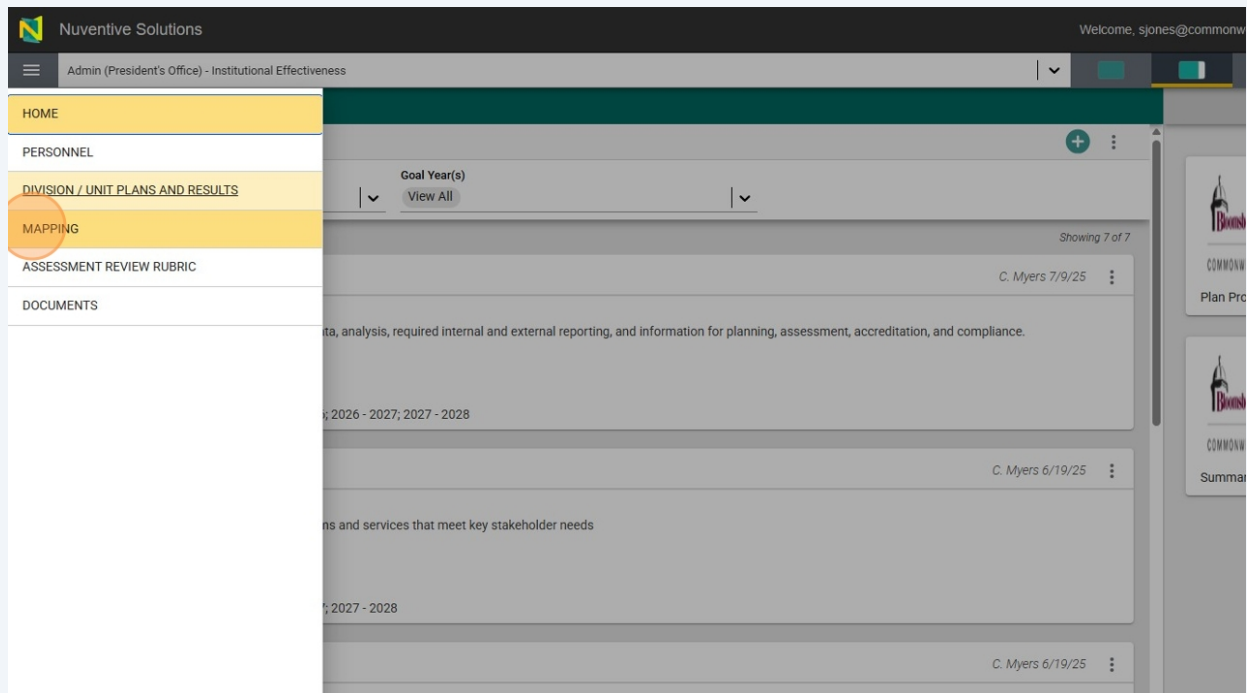 Nuventive Solutions
Welcome, sjones@commonw
Admin (President's Office) - Institutional Effectiveness
HOME
PERSONNEL
DIVISION / UNIT PLANS AND RESULTS
MAPPING
ASSESSMENT REVIEW RUBRIC
DOCUMENTS
Goal Year(s)
View All
Showing 7 of 7
C. Myers 7/9/25
ta, analysis, required internal and external reporting, and information for planning, assessment, accreditation, and compliance.
; 2026 - 2027; 2027 - 2028
C. Myers 6/19/25
ns and services that meet key stakeholder needs
; 2027 - 2028
C. Myers 6/19/25
Bloomsb
COMMONW
Plan Pro
Bloomsb
COMMONW
Summar